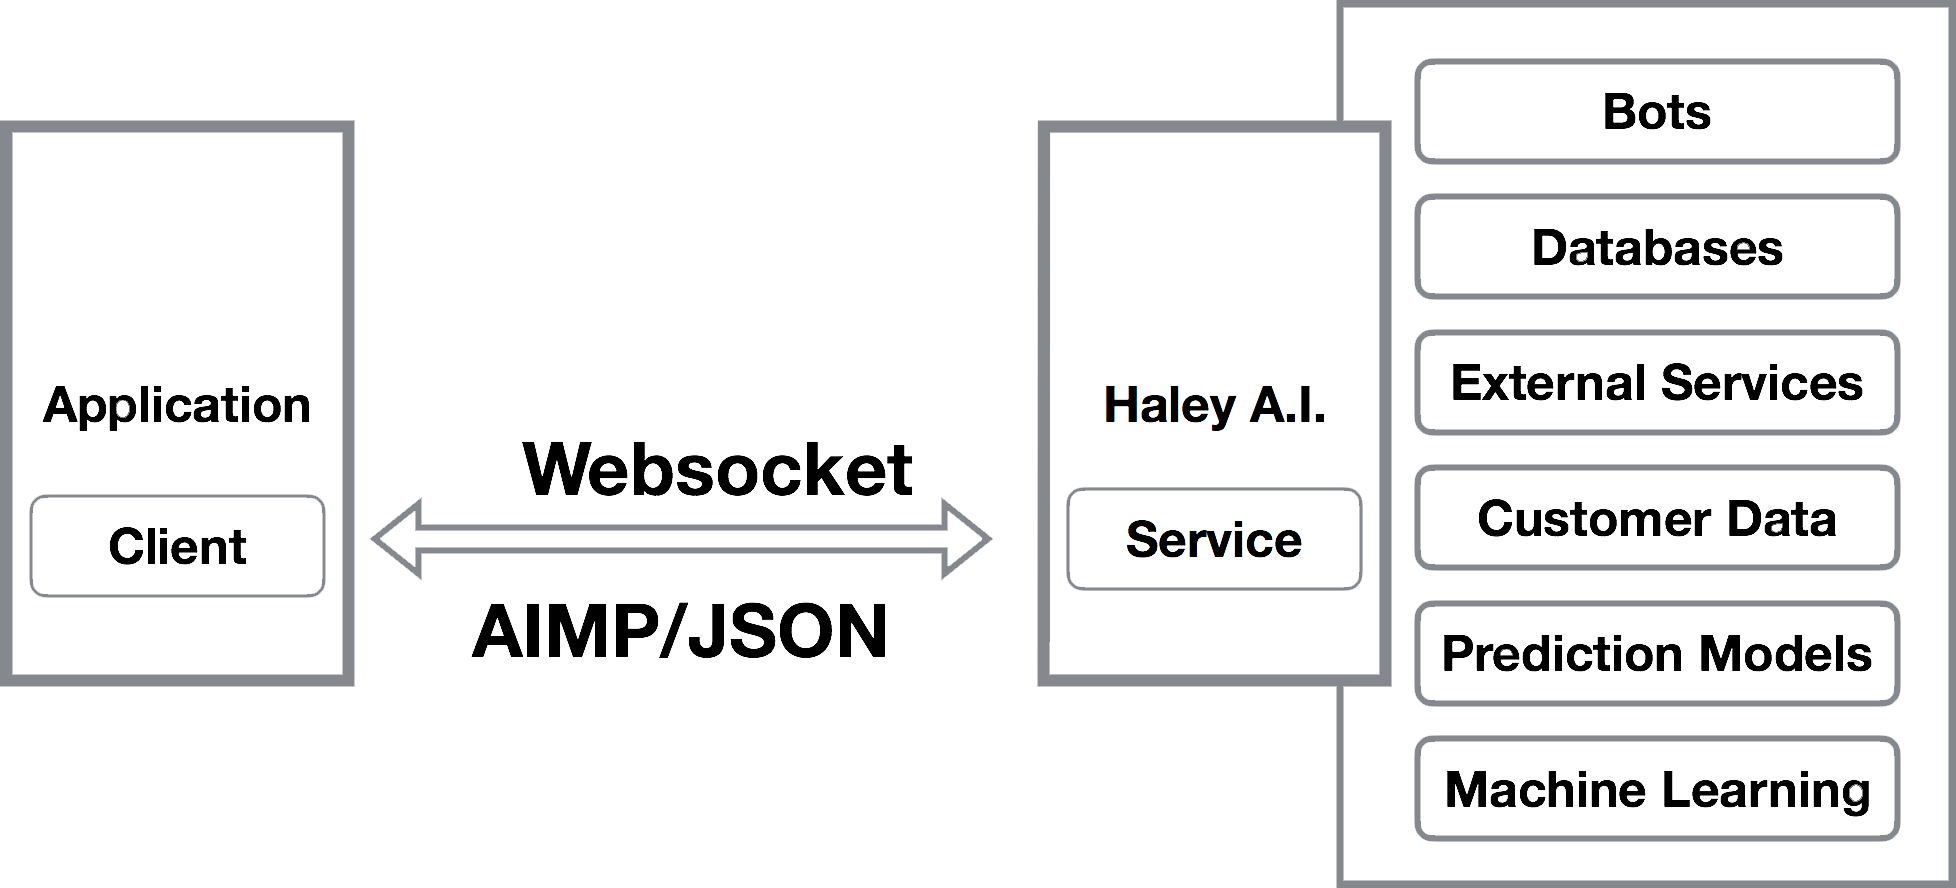 Application
Client
Websocket
AIMP/JSON
Haley A.I.
Service
Bots
Databases
External Services
Customer Data
Prediction Models
Machine Learning